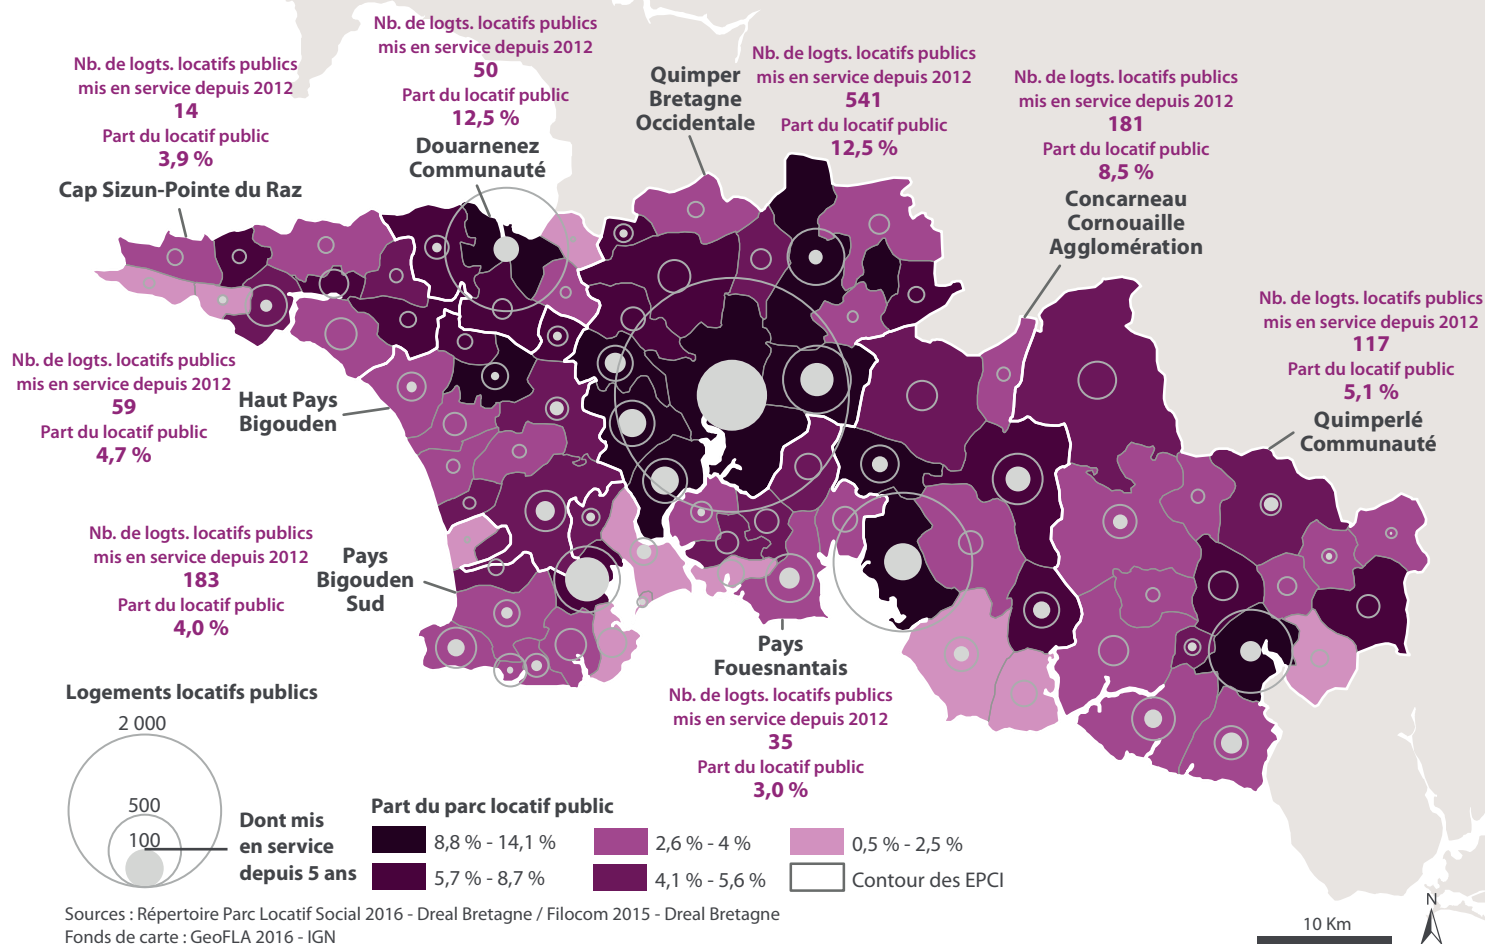 Nb. de logts. locatifs publics
mis en service depuis 2012
14
Part du locatif public
3,9 %
Cap Sizun-Pointe du Raz
Nb. de logts. locatifs publics
mis en service depuis 2012
50
Part du locatif public
12,5 %
Douarnenez
Communauté
Quimper
Bretagne
Occidentale
Nb. de logts. locatifs publics
mis en service depuis 2012
541
Part du locatif public
12,5 %
Nb. de logts. locatifs publics
mis en service depuis 2012
181
Part du locatif public
8,5 %
Concarneau
Cornouaille
Agglomération
Nb. de logts. locatifs publics
mis en service depuis 2012
117
Part du locatif public
5,1 %
Quimperlé
Communauté
Nb. de logts. locatifs publics
mis en service depuis 2012
59
Part du locatif public
4,7 %
Haut Pays
Bigouden
Nb. de logts. locatifs publics
mis en service depuis 2012
183
Part du locatif public
4,0 %
Pays
Bigouden
Sud
Pays
Fouesnantais
Nb. de logts. locatifs publics
mis en service depuis 2012
35
Part du locatif public
3,0 %
Logements locatifs publics
2 000
500
100
Dont mis
en service
depuis 5 ans
Part du parc locatif public
8,8 % - 14,1 %
5,7 % - 8,7 %
2,6 % - 4 %
4,1 % - 5,6 %
0,5 % - 2,5 %
Contour des EPCI
Sources : Répertoire Parc Locatif Social 2016 - Dreal Bretagne / Filocom 2015 - Dreal Bretagne
Fonds de carte : GeoFLA 2016 - IGN
10 Km
N